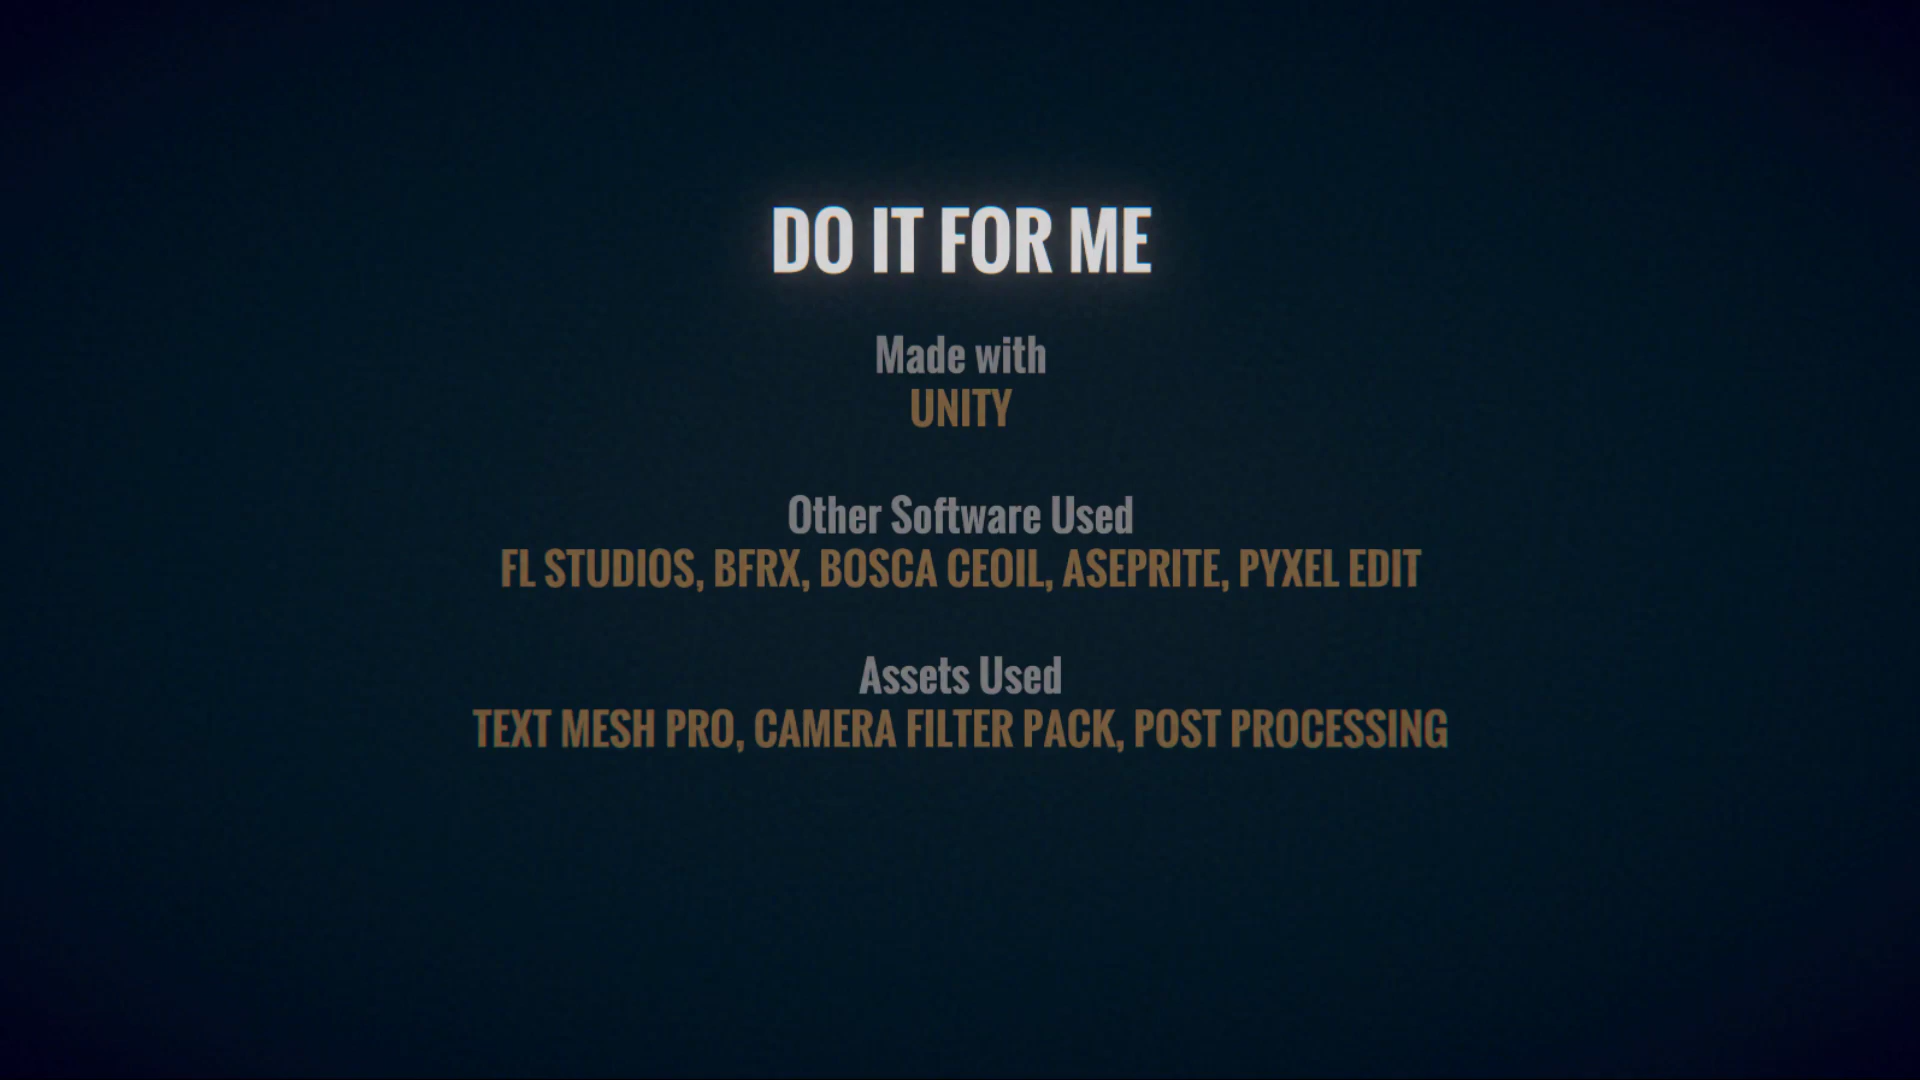 DO IT FOR ME
Made with
UNITY
Other Software Used
FL STUDIOS, BFRX, BOSCA CEOIL, ASEPRITE, PYXEL EDIT
Assets Used
TEXT MESH PRO, CAMERA FILTER PACK, POST PROCESSING